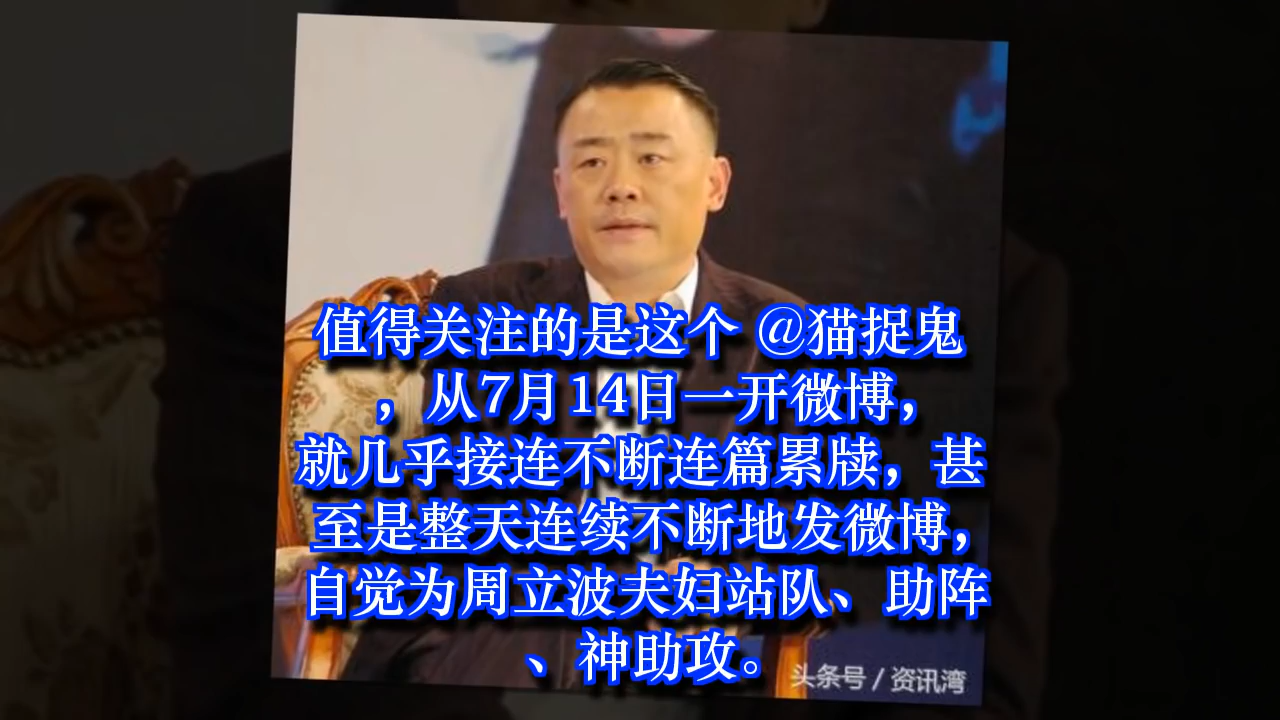 值得关注的是这个 @猫捉鬼
，从7月14日一开微博，
就几乎接连不断连篇累牍，甚
至是整天连续不断地发微博，
自觉为周立波夫妇站队、助阵
、神助攻。
头条号 / 资讯湾